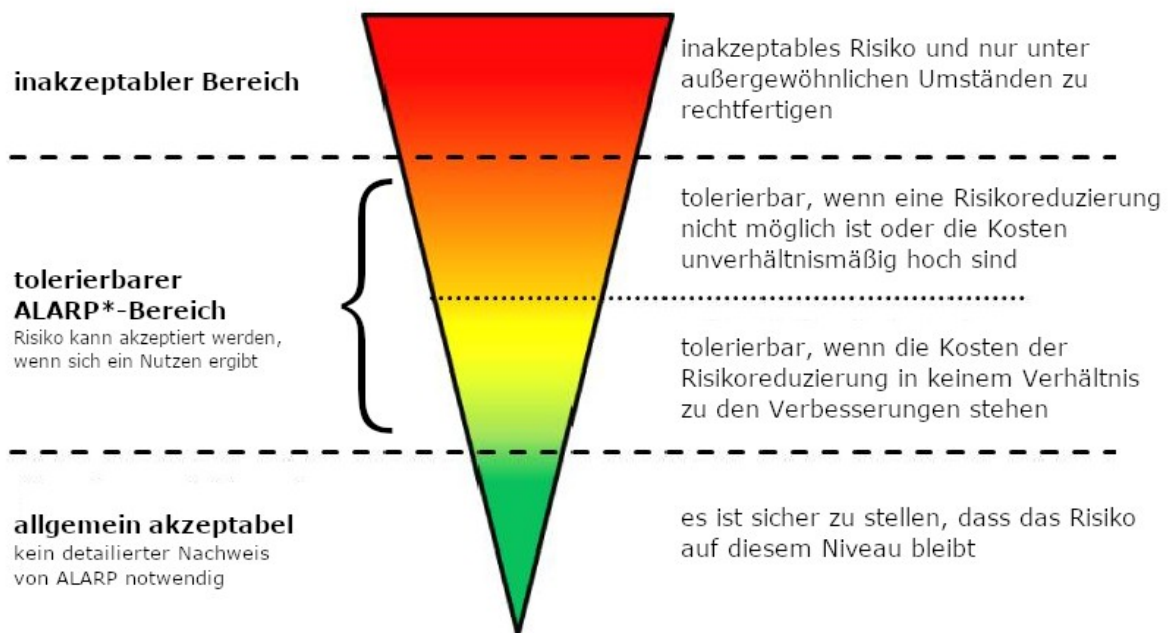 inakzeptabler Bereich
inakzeptables Risiko und nur unter
außergewöhnlichen Umständen zu
rechtfertigen
tolerierbarer
ALARP*-Bereich
Risiko kann akzeptiert werden,
wenn sich ein Nutzen ergibt
tolerierbar, wenn eine Risikoreduzierung
nicht möglich ist oder die Kosten
unverhältnismäßig hoch sind
tolerierbar, wenn die Kosten der
Risikoreduzierung in keinem Verhältnis
zu den Verbesserungen stehen
allgemein akzeptabel
kein detailierter Nachweis
von ALARP notwendig
es ist sicher zu stellen, dass das Risiko
auf diesem Niveau bleibt